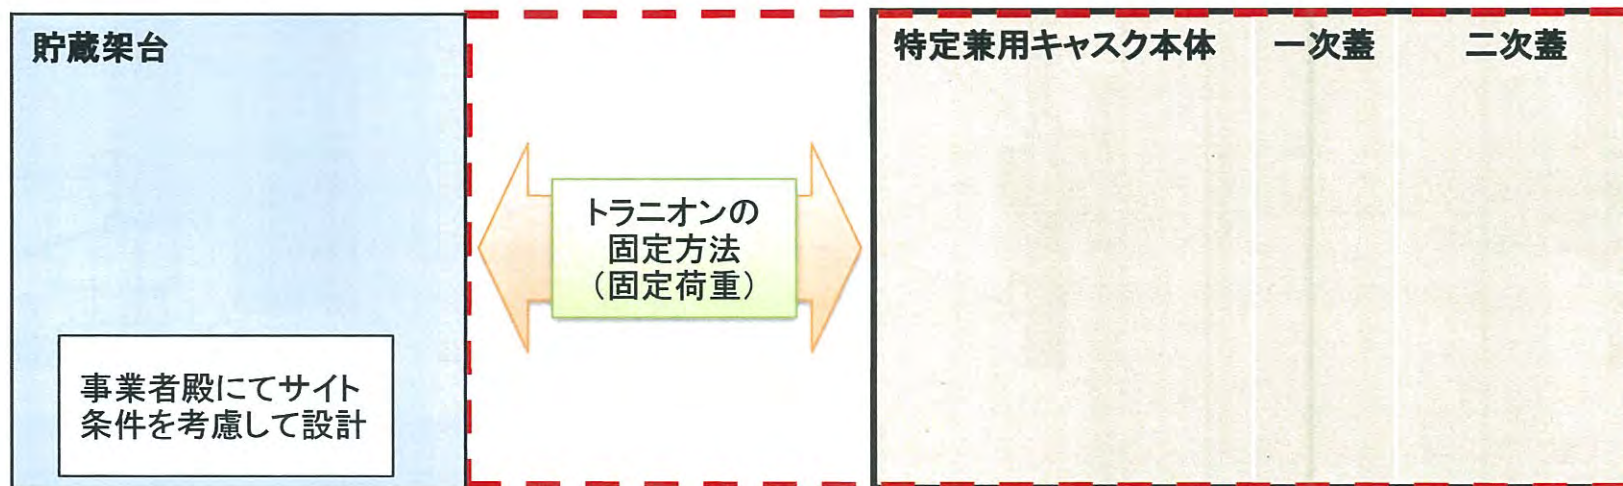 貯蔵架台
特定兼用キャスク本体 一次蓋 二次蓋
トラニオンの
固定方法
（固定荷重）
事業者殿にてサイト
条件を考慮して設計